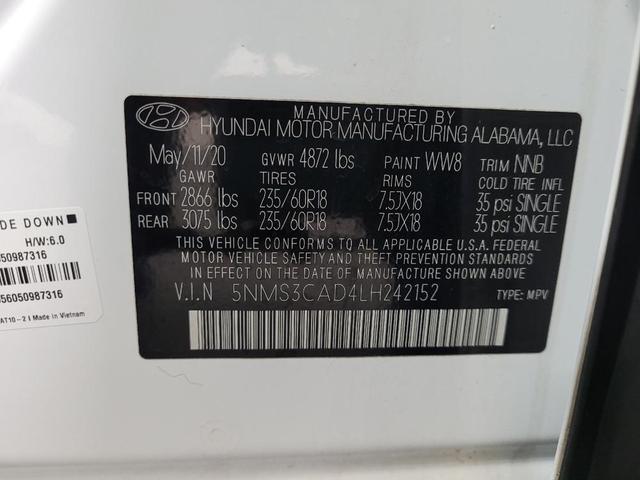 MANUFACTURED BY
HYUNDAI MOTOR MANUFACTURING ALABAMA, LLC
May/11/20 GVWR 4872 lbs PAINT WW8 TRIM NNB
GAWR TIRES RIMS COLD TIRE INFL
FRONT 2866 lbs 235/60R18 7.5JX18 35 psi SINGLE
REAR 3075 lbs 235/60R18 7.5JX18 35 psi SINGLE
THIS VEHICLE CONFORMS TO ALL APPLICABLE U.S.A. FEDERAL
MOTOR VEHICLE SAFETY, BUMPER, AND THEFT PREVENTION
STANDARDS IN EFFECT ON THE DATE OF MANUFACTURE SHOWN ABOVE.
V.I.N 5NMS3CAD4LH242152 TYPE: MPV
DE DOWN
H/W:6.0
50987316
56050987316
AT10-2 | Made in Vietnam